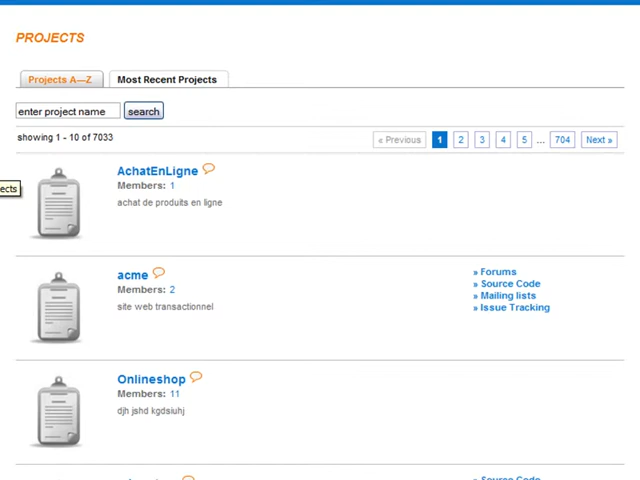 PROJECTS
Projects A—Z Most Recent Projects
enter project name search
showing 1 - 10 of 7033 « Previous 1 2 3 4 5 ... 704 Next »
AchatEnLigne
Members: 1
ects
achat de produits en ligne
acme
Members: 2
site web transactionnel
» Forums
» Source Code
» Mailing lists
» Issue Tracking
Onlineshop
Members: 11
djh jshd kgdsiuhj
» Source Code